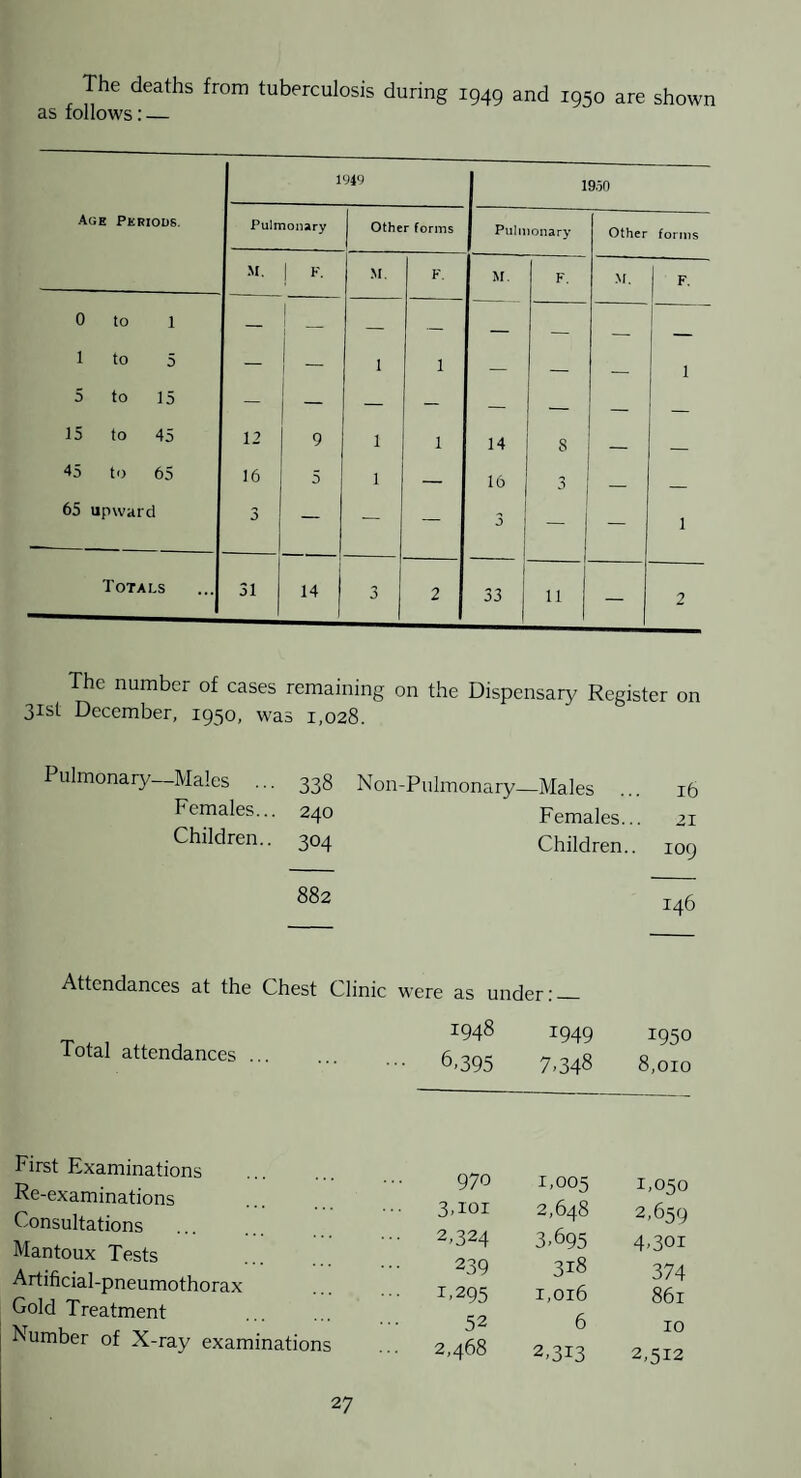 The deaths from tuberculosis during 1949 and 1950 are shown
as follows: —
1949 1950
AGE PERIODS. Pulmonary Other forms Pulmonary Other forms
M. F. M. F. M. F. M. F.
0 to 1 — — — — — — — —
1 to 5 — — 1 1 — — — 1
5 to 15 — — — — — — — —
15 to 45 12 9 1 1 14 8 — —
45 to 65 16 5 1 — 16 3 — —
65 upward 3 — — — 3 — — 1
TOTALS ... 31 14 3 2 33 11 — 2
The number of cases remaining on the Dispensary Register on
31st December, 1950, was 1,028.
Pulmonary—Males ... 338 Non-Pulmonary—Males ... 16
Females... 240 Females... 21
Children.. 304 Children.. 109
882 146
Attendances at the Chest Clinic were as under: —
1948 1949 1950
Total attendances ... ... ... 6,395 7,348 8,010
First Examinations ... ... ... 970 1,005 1,050
Re-examinations ... ... ... 3,101 2,648 2,659
Consultations ... ... ... ... 2,324 3,695 4,301
Mantoux Tests ... ... ... 239 318 374
Artificial-pneumothorax ... ... 1,295 1,016 861
Gold Treatment ... ... ... 52 6 10
Number of X-ray examinations ... 2,468 2,313 2,512
27